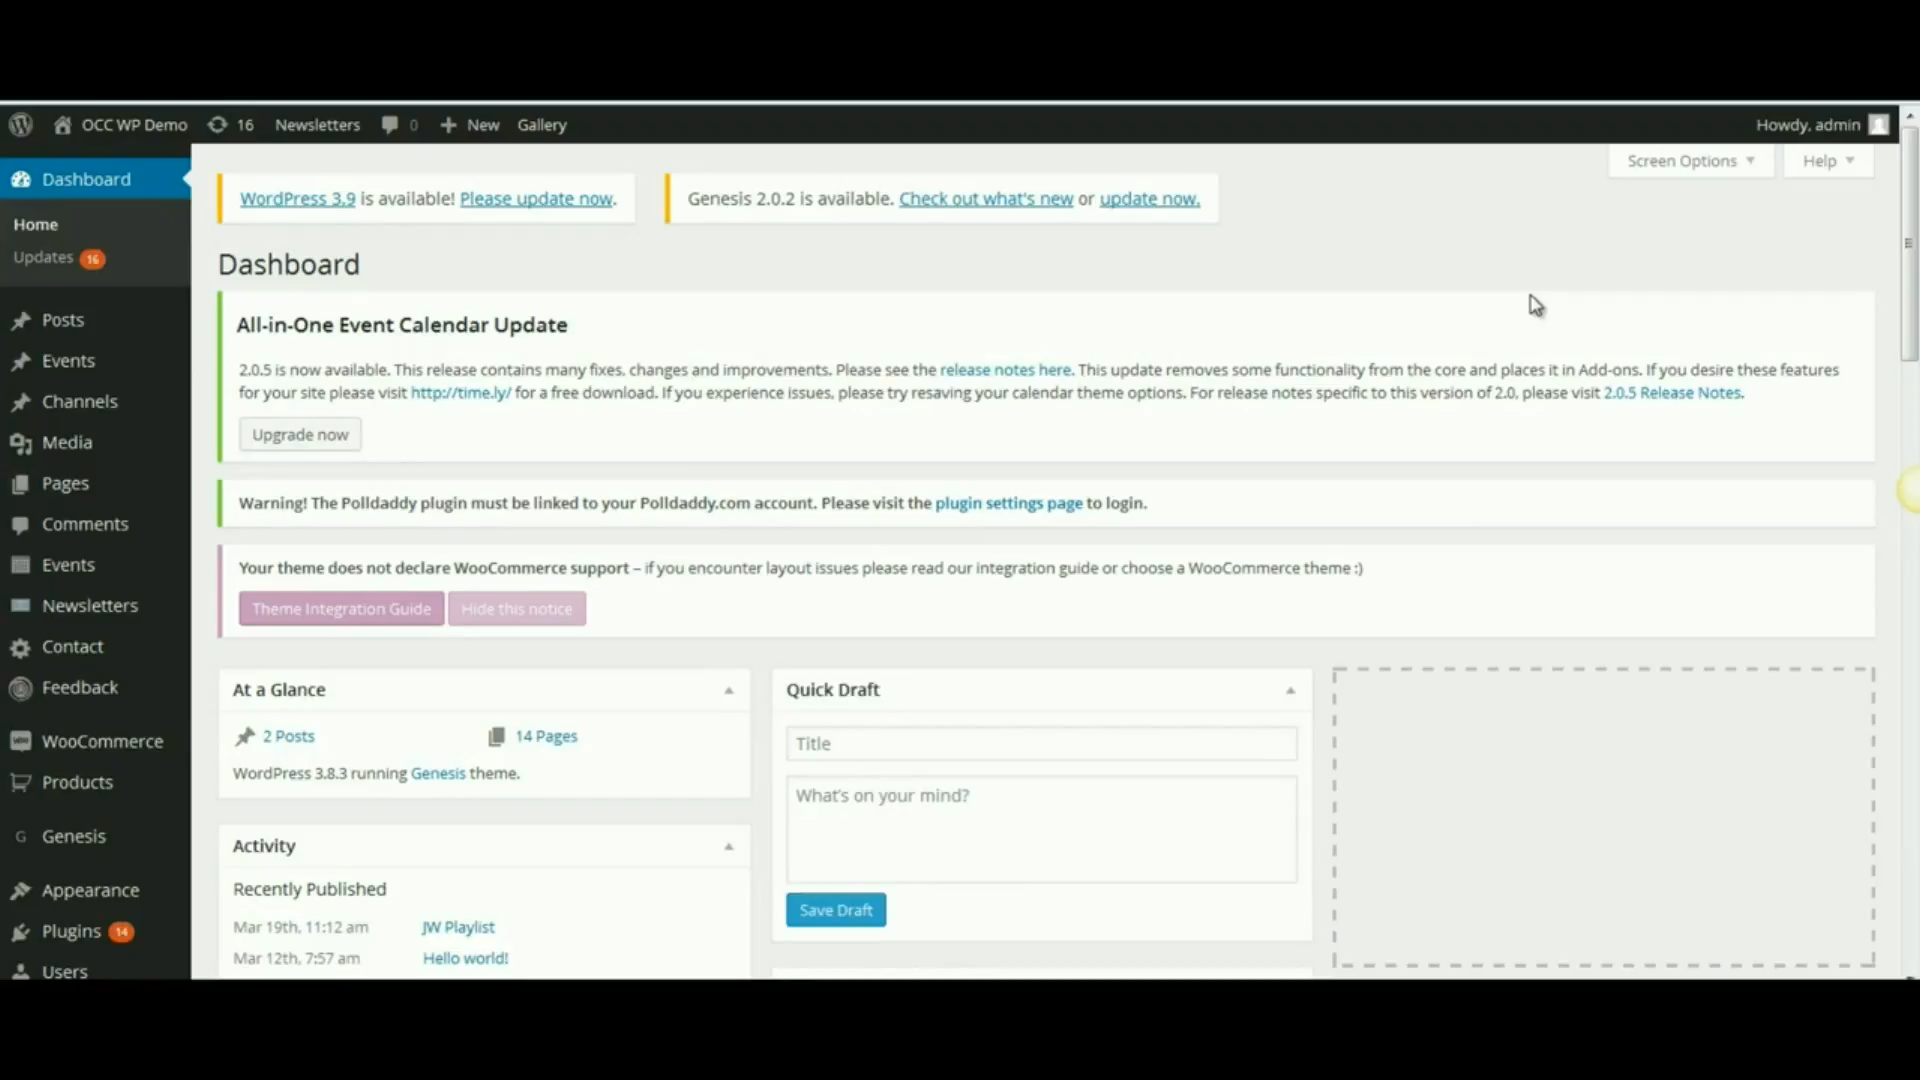 OCC WP Demo 16 Newsletters 0 New Gallery Howdy, admin
Screen Options Help
Dashboard
Home
Updates 16
Posts
Events
Channels
Media
Pages
Comments
Events
Newsletters
Contact
Feedback
WooCommerce
Products
Genesis
Appearance
Plugins 14
Users
WordPress 3.9 is available! Please update now.
Genesis 2.0.2 is available. Check out what's new or update now.
Dashboard
All-in-One Event Calendar Update
2.0.5 is now available. This release contains many fixes, changes and improvements. Please see the release notes here. This update removes some functionality from the core and places it in Add-ons. If you desire these features
for your site please visit http://time.ly/ for a free download. If you experience issues, please try resaving your calendar theme options. For release notes specific to this version of 2.0, please visit 2.0.5 Release Notes.
Upgrade now
Warning! The Polldaddy plugin must be linked to your Polldaddy.com account. Please visit the plugin settings page to login.
Your theme does not declare WooCommerce support – if you encounter layout issues please read our integration guide or choose a WooCommerce theme :)
Theme Integration Guide Hide this notice
At a Glance
2 Posts 14 Pages
WordPress 3.8.3 running Genesis theme.
Activity
Recently Published
Mar 19th, 11:12 am JW Playlist
Mar 12th, 7:57 am Hello world!
Quick Draft
Title
What's on your mind?
Save Draft